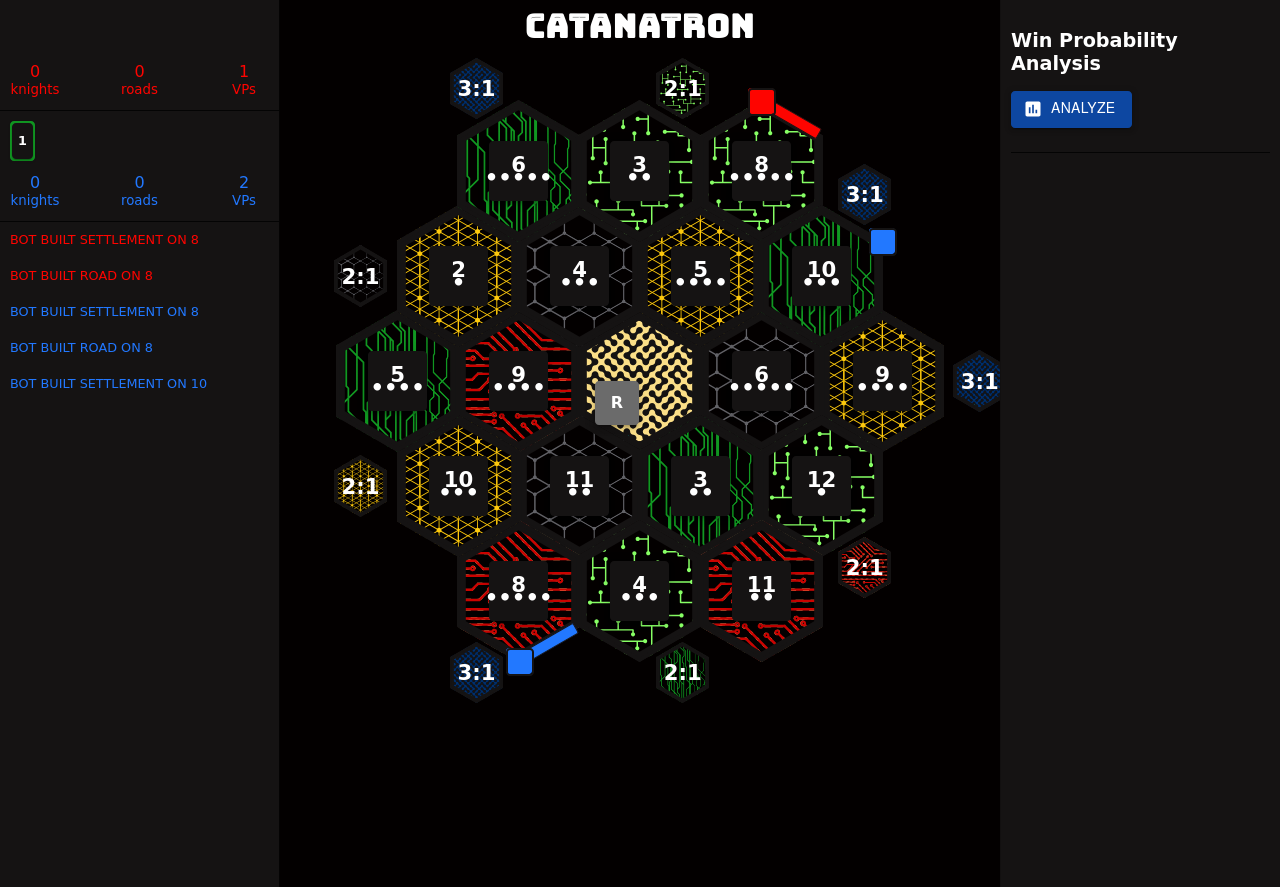 CATANATRON
0 0 1
knights roads VPs
1
0 0 2
knights roads VPs
BOT BUILT SETTLEMENT ON 8
BOT BUILT ROAD ON 8
BOT BUILT SETTLEMENT ON 8
BOT BUILT ROAD ON 8
BOT BUILT SETTLEMENT ON 10
3:1 2:1
6 3 8
3:1
2:1 2 4 5 10
5 9 6 9 3:1
R
2:1 10 11 3 12
2:1
8 4 11
3:1 2:1
Win Probability
Analysis
ANALYZE